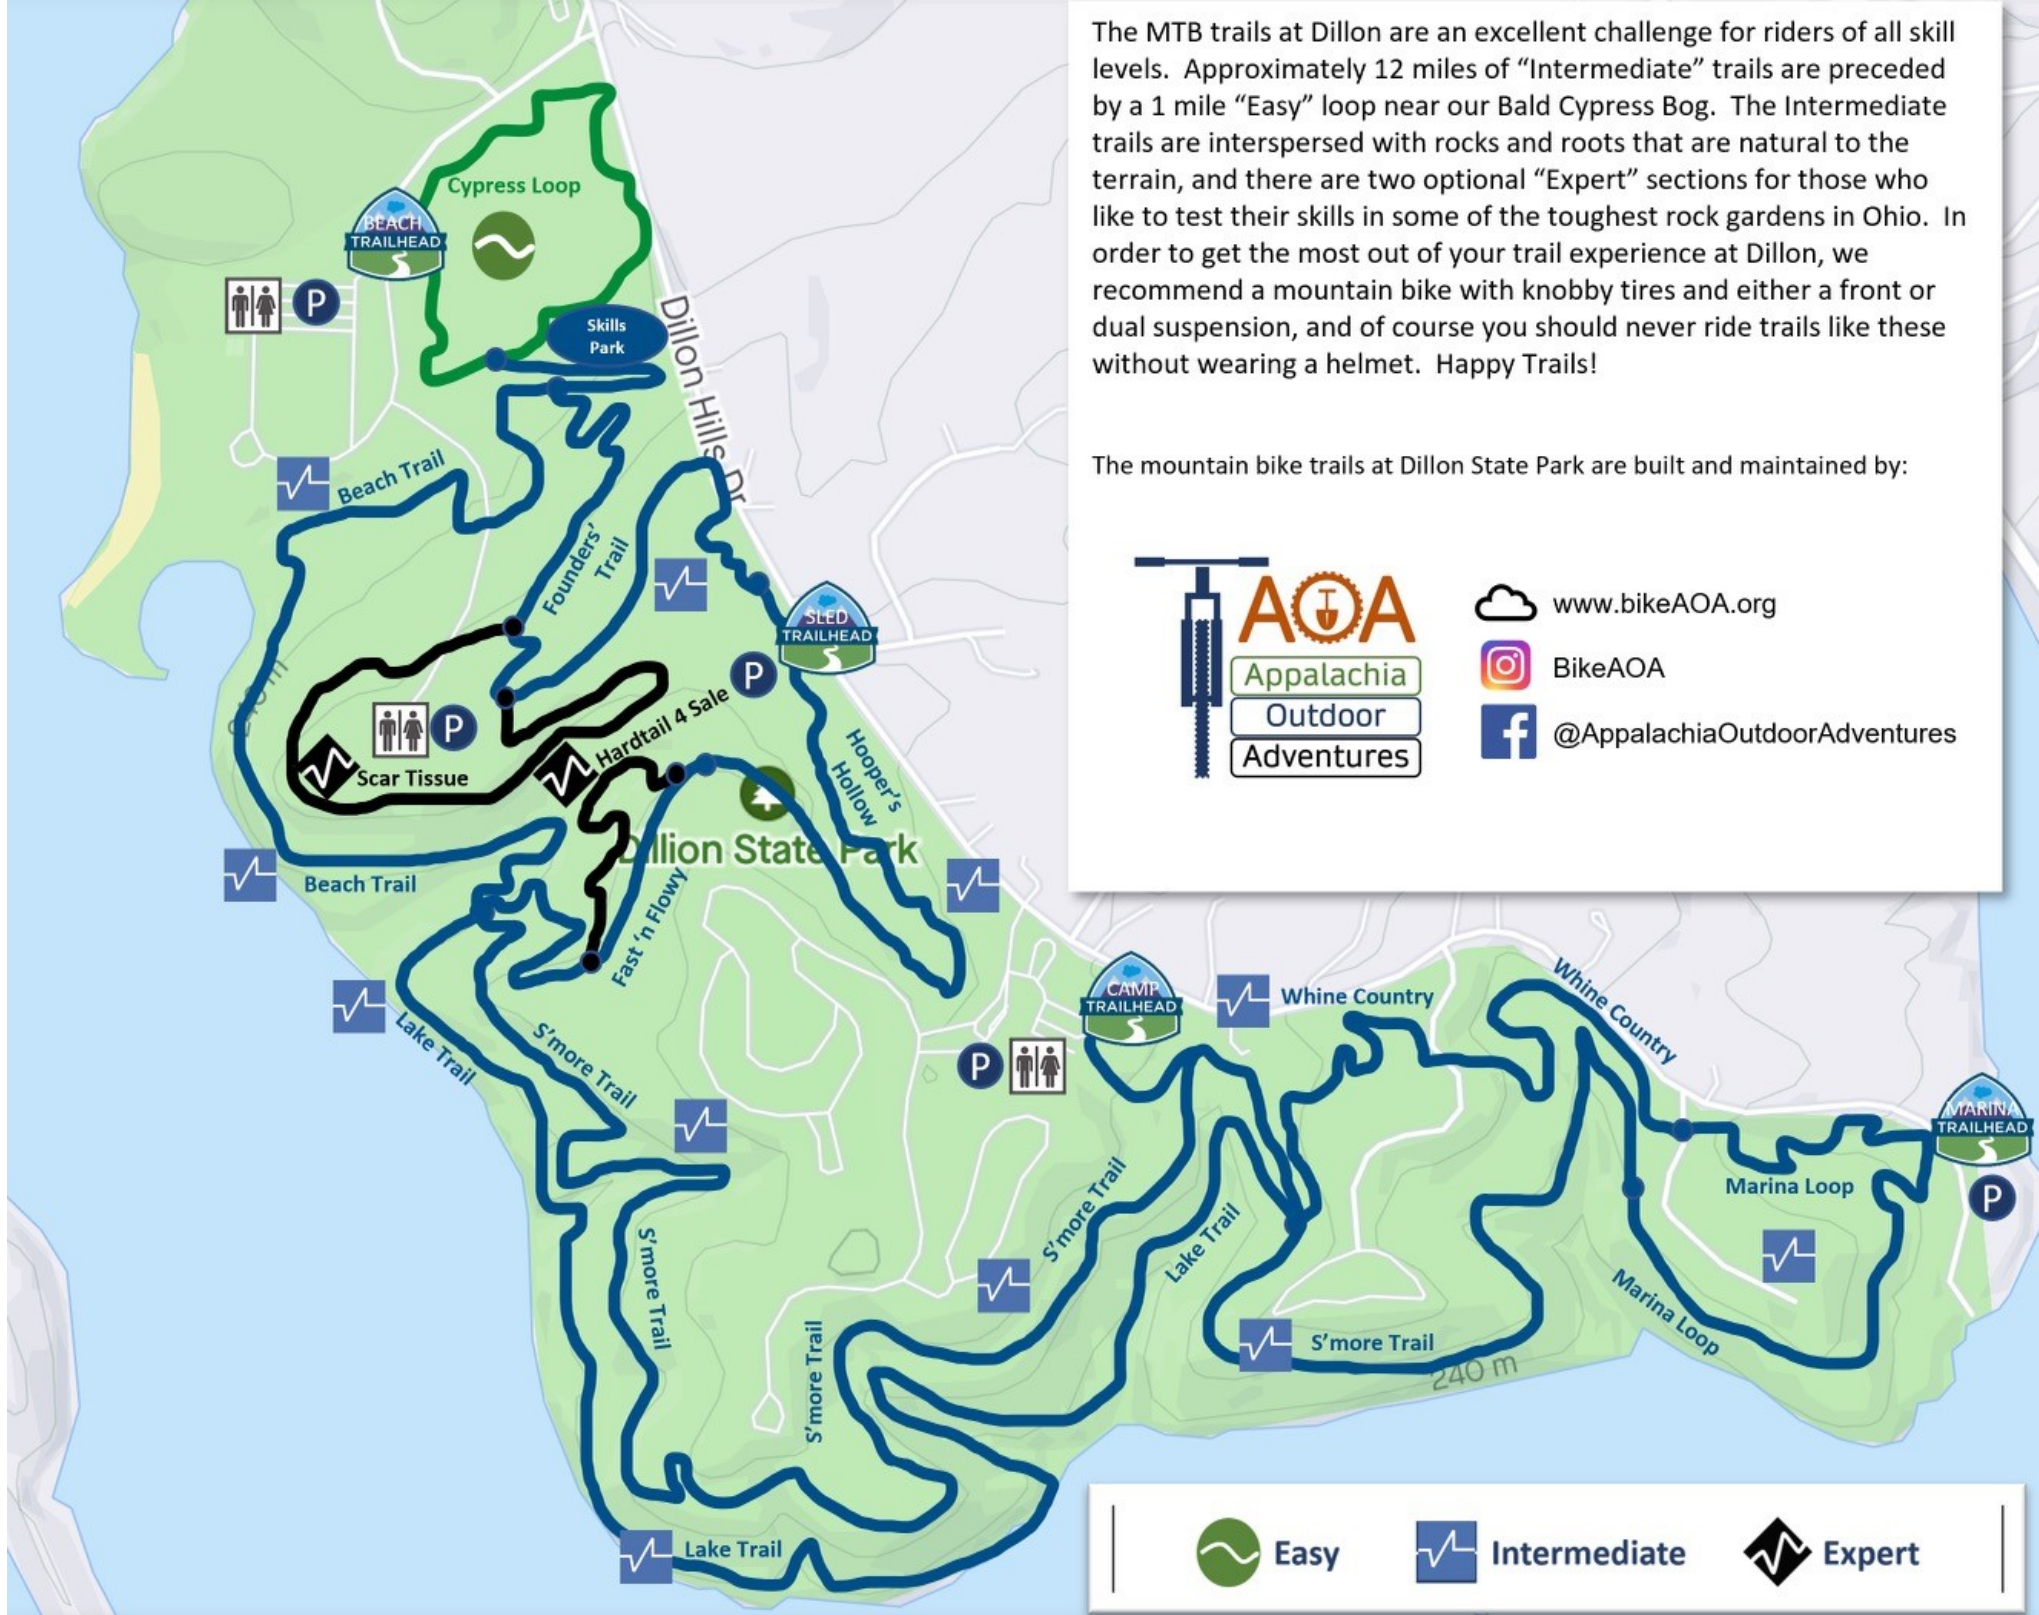 The MTB trails at Dillon are an excellent challenge for riders of all skill
levels.  Approximately 12 miles of “Intermediate” trails are preceded
by a 1 mile “Easy” loop near our Bald Cypress Bog.  The Intermediate
trails are interspersed with rocks and roots that are natural to the
terrain, and there are two optional “Expert” sections for those who
like to test their skills in some of the toughest rock gardens in Ohio.  In
order to get the most out of your trail experience at Dillon, we
recommend a mountain bike with knobby tires and either a front or
dual suspension, and of course you should never ride trails like these
without wearing a helmet.  Happy Trails!
The mountain bike trails at Dillon State Park are built and maintained by:
AOA
Appalachia
Outdoor
Adventures
www.bikeAOA.org
BikeAOA
@AppalachiaOutdoorAdventures
Cypress Loop
BEACH
TRAILHEAD
P
Skills
Park
Dillon Hills Dr
Beach Trail
Founders’
Trail
SLED
TRAILHEAD
P
240 m
P
Hardtail 4 Sale
Scar Tissue
Hooper’s
Hollow
Dillion State Park
Beach Trail
Fast ‘n Flowy
CAMP
TRAILHEAD
P
Whine Country
Whine Country
Lake Trail
S’more Trail
MARINA
TRAILHEAD
P
Marina Loop
S’more Trail
Lake Trail
S’more Trail
S’more Trail
Marina Loop
S’more Trail
240 m
Lake Trail
Easy
Intermediate
Expert